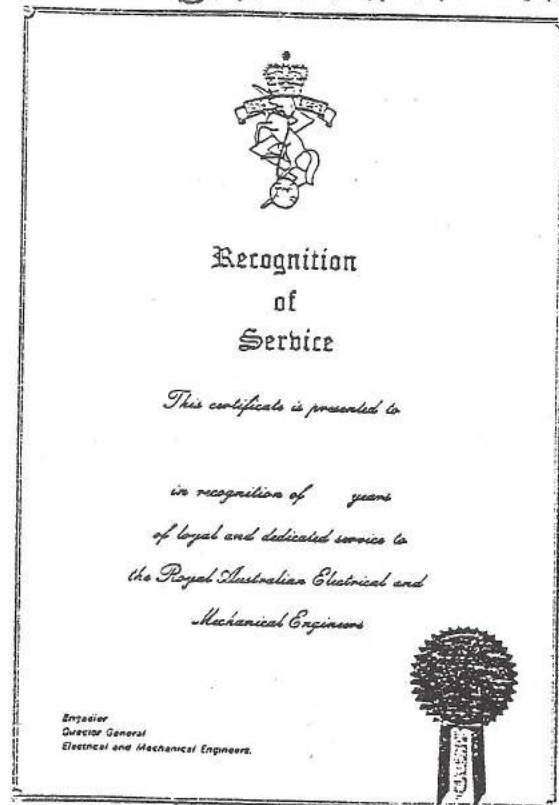 Recognition
of
Service
This certificate is presented to
in recognition of years
of loyal and dedicated service to
the Royal Australian Electrical and
Mechanical Engineers
Director General
Electrical and Mechanical Engineers.